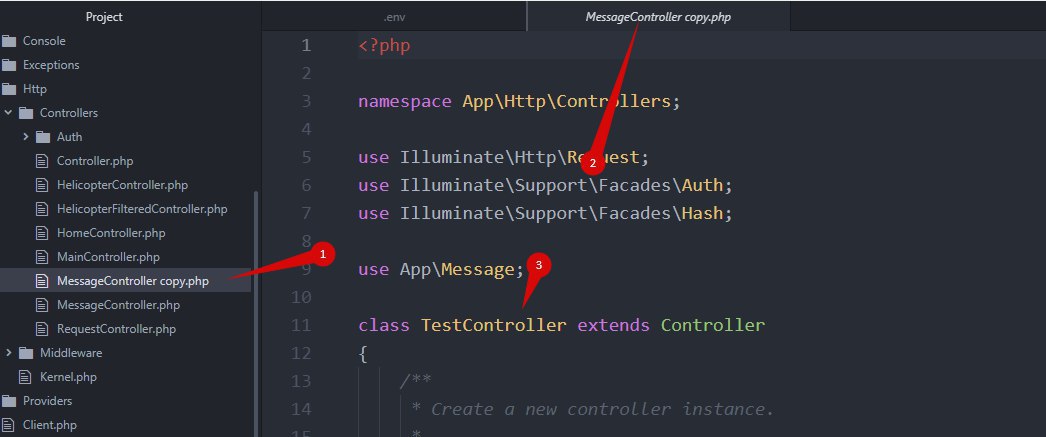 Project
Console
Exceptions
Http
Controllers
Auth
Controller.php
HelicopterController.php
HelicopterFilteredController.php
HomeController.php
MainController.php
MessageController copy.php
MessageController.php
RequestController.php
Middleware
Kernel.php
Providers
Client.php
1
.env
MessageController copy.php
2
3
1 <?php
2
3 namespace App\Http\Controllers;
4
5 use Illuminate\Http\Request;
6 use Illuminate\Support\Facades\Auth;
7 use Illuminate\Support\Facades\Hash;
8
9 use App\Message;
10
11 class TestController extends Controller
12 {
13 /**
14 * Create a new controller instance.
15 *